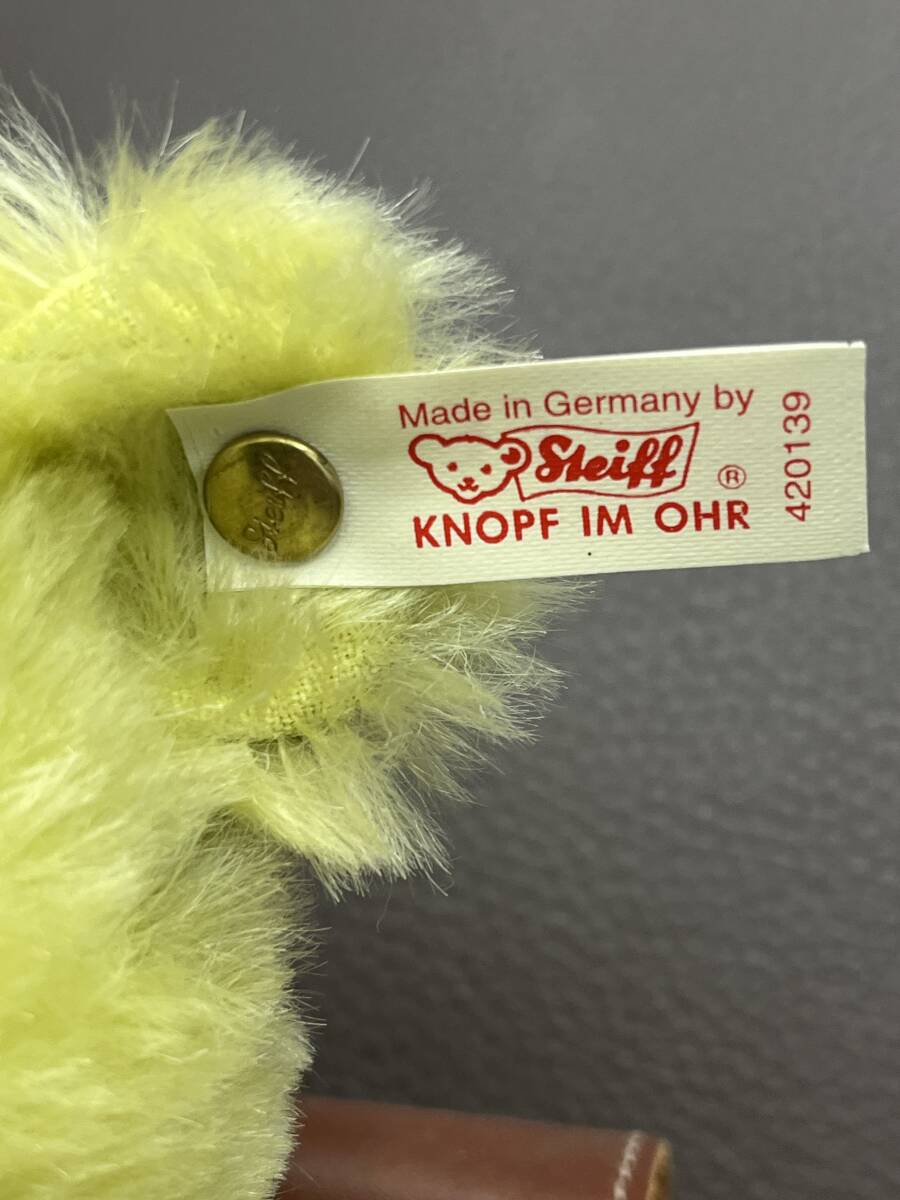 Made in Germany by
Steiff ®
KNOPF IM OHR
420139
Steiff